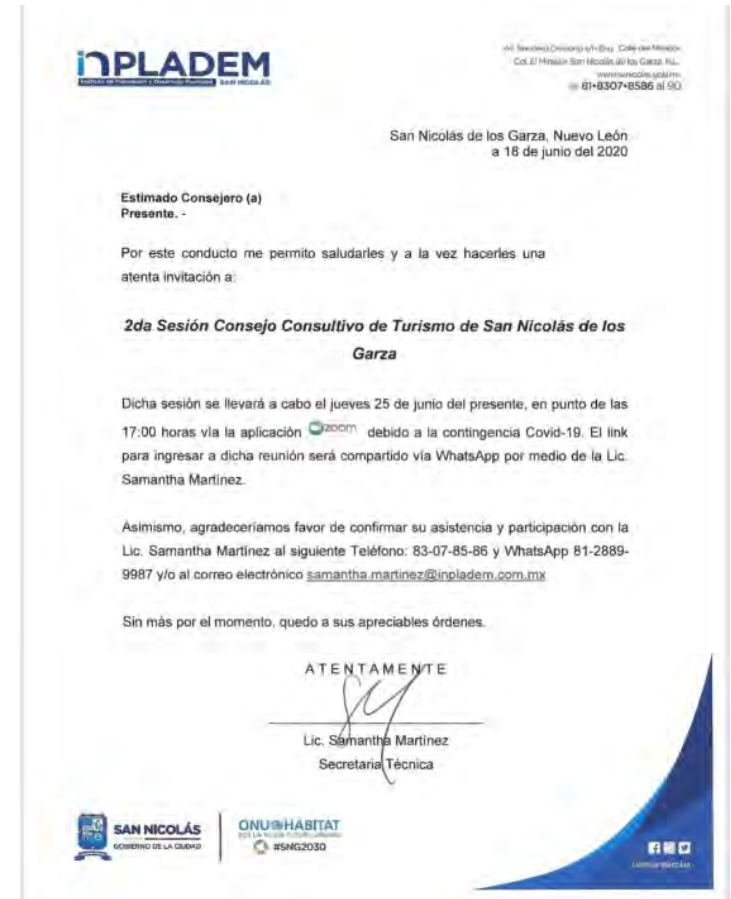 INPLADEM
SAN NICOLÁS
81•8307•8586 al 90
San Nicolás de los Garza, Nuevo León
a 18 de junio del 2020
Estimado Consejero (a)
Presente. -
Por este conducto me permito saludarles y a la vez hacerles una
atenta invitación a:
2da Sesión Consejo Consultivo de Turismo de San Nicolás de los
Garza
Dicha sesión se llevará a cabo el jueves 25 de junio del presente, en punto de las
17:00 horas vía la aplicación zoom debido a la contingencia Covid-19. El link
para ingresar a dicha reunión será compartido vía WhatsApp por medio de la Lic.
Samantha Martinez.
Asimismo, agradeceríamos favor de confirmar su asistencia y participación con la
Lic. Samantha Martínez al siguiente Teléfono: 83-07-85-86 y WhatsApp 81-2889-
9987 y/o al correo electrónico samantha.martinez@inpladem.com.mx
Sin más por el momento, quedo a sus apreciables órdenes.
ATENTAMENTE
Lic. Samantha Martinez
Secretaria Técnica
SAN NICOLÁS
GOBIERNO DE LA CIUDAD
ONU HABITAT
#SNG2030